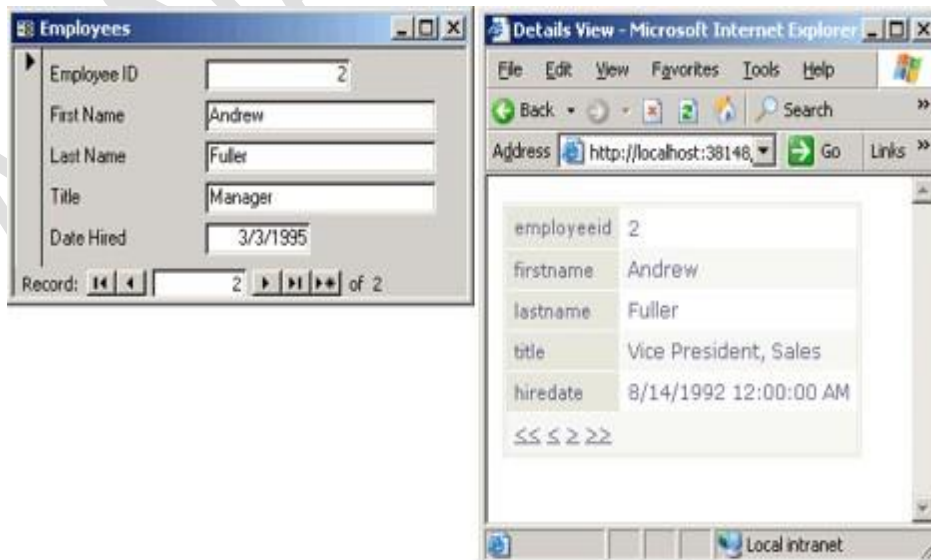 Employees
Employee ID 2
First Name Andrew
Last Name Fuller
Title Manager
Date Hired 3/3/1995
Record: 2 of 2
Details View - Microsoft Internet Explorer
File Edit View Favorites Tools Help
Back Search »
Address http://localhost:38148, Go Links »
employeeid 2
firstname Andrew
lastname Fuller
title Vice President, Sales
hiredate 8/14/1992 12:00:00 AM
<< < > >>
Local intranet